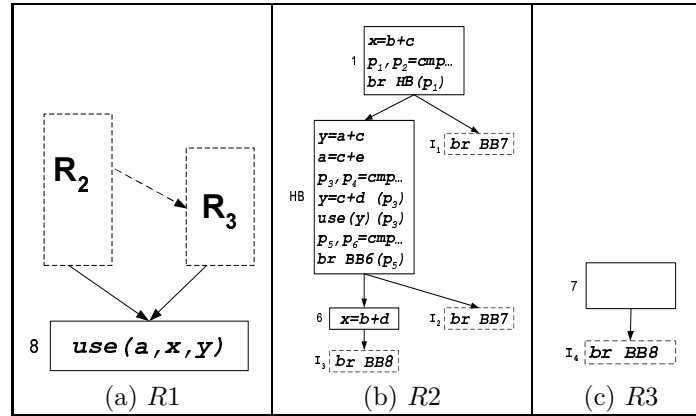 R₂
R₃
8
use(a,x,y)
(a) R1
1
x=b+c
p₁,p₂=cmp…
br HB(p₁)
HB
y=a+c
a=c+e
p₃,p₄=cmp…
y=c+d (p₃)
use(y)(p₃)
p₅,p₆=cmp…
br BB6(p₅)
I₁ br BB7
6 x=b+d
I₂ br BB7
I₃ br BB8
(b) R2
7
I₄ br BB8
(c) R3